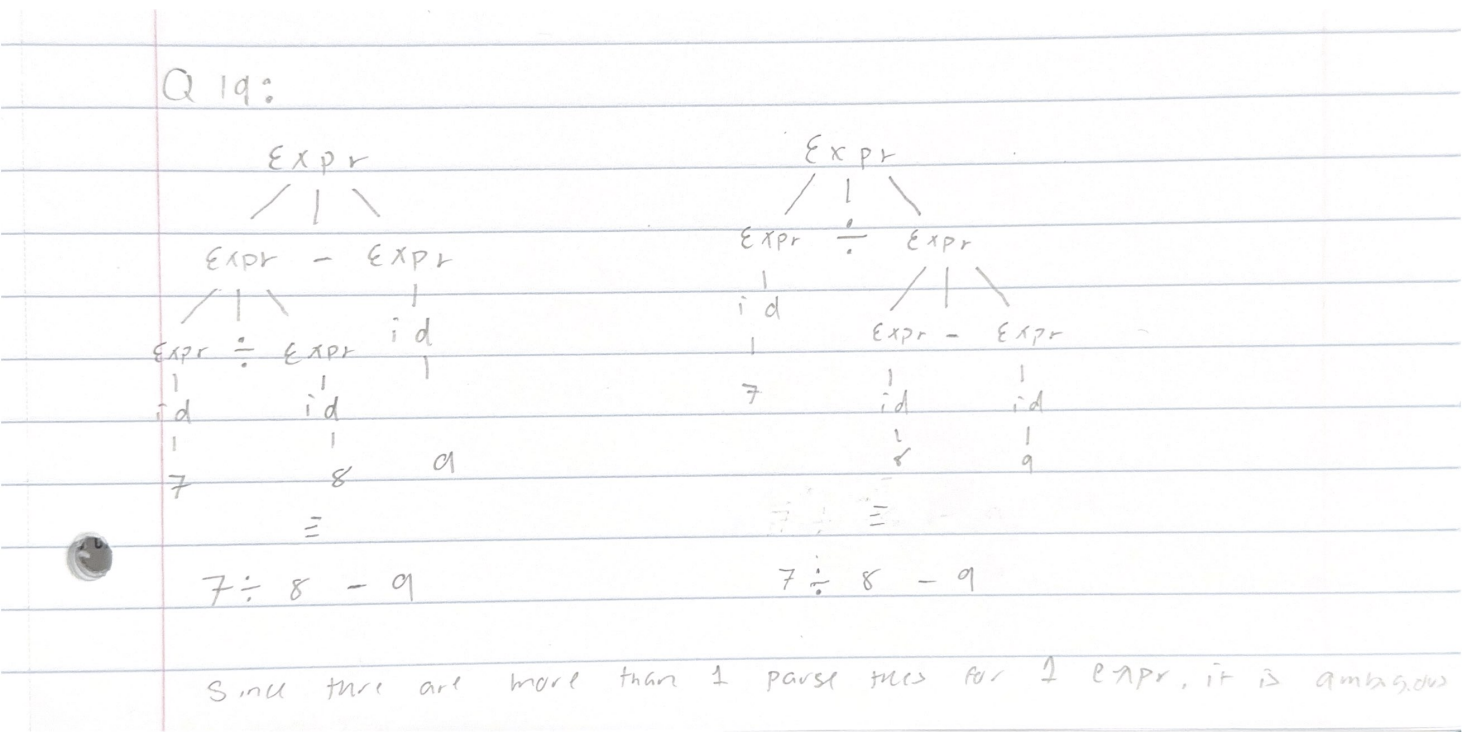 Q 19:
Expr Expr
Expr - Expr Expr ÷ Expr
Expr ÷ Expr id id Expr - Expr
id id 7 id id
7 8 9 8 9
≡ ≡
7 ÷ 8 - 9 7 ÷ 8 - 9
Since thre are more than 1 parse trees for 1 expr, it is ambigous